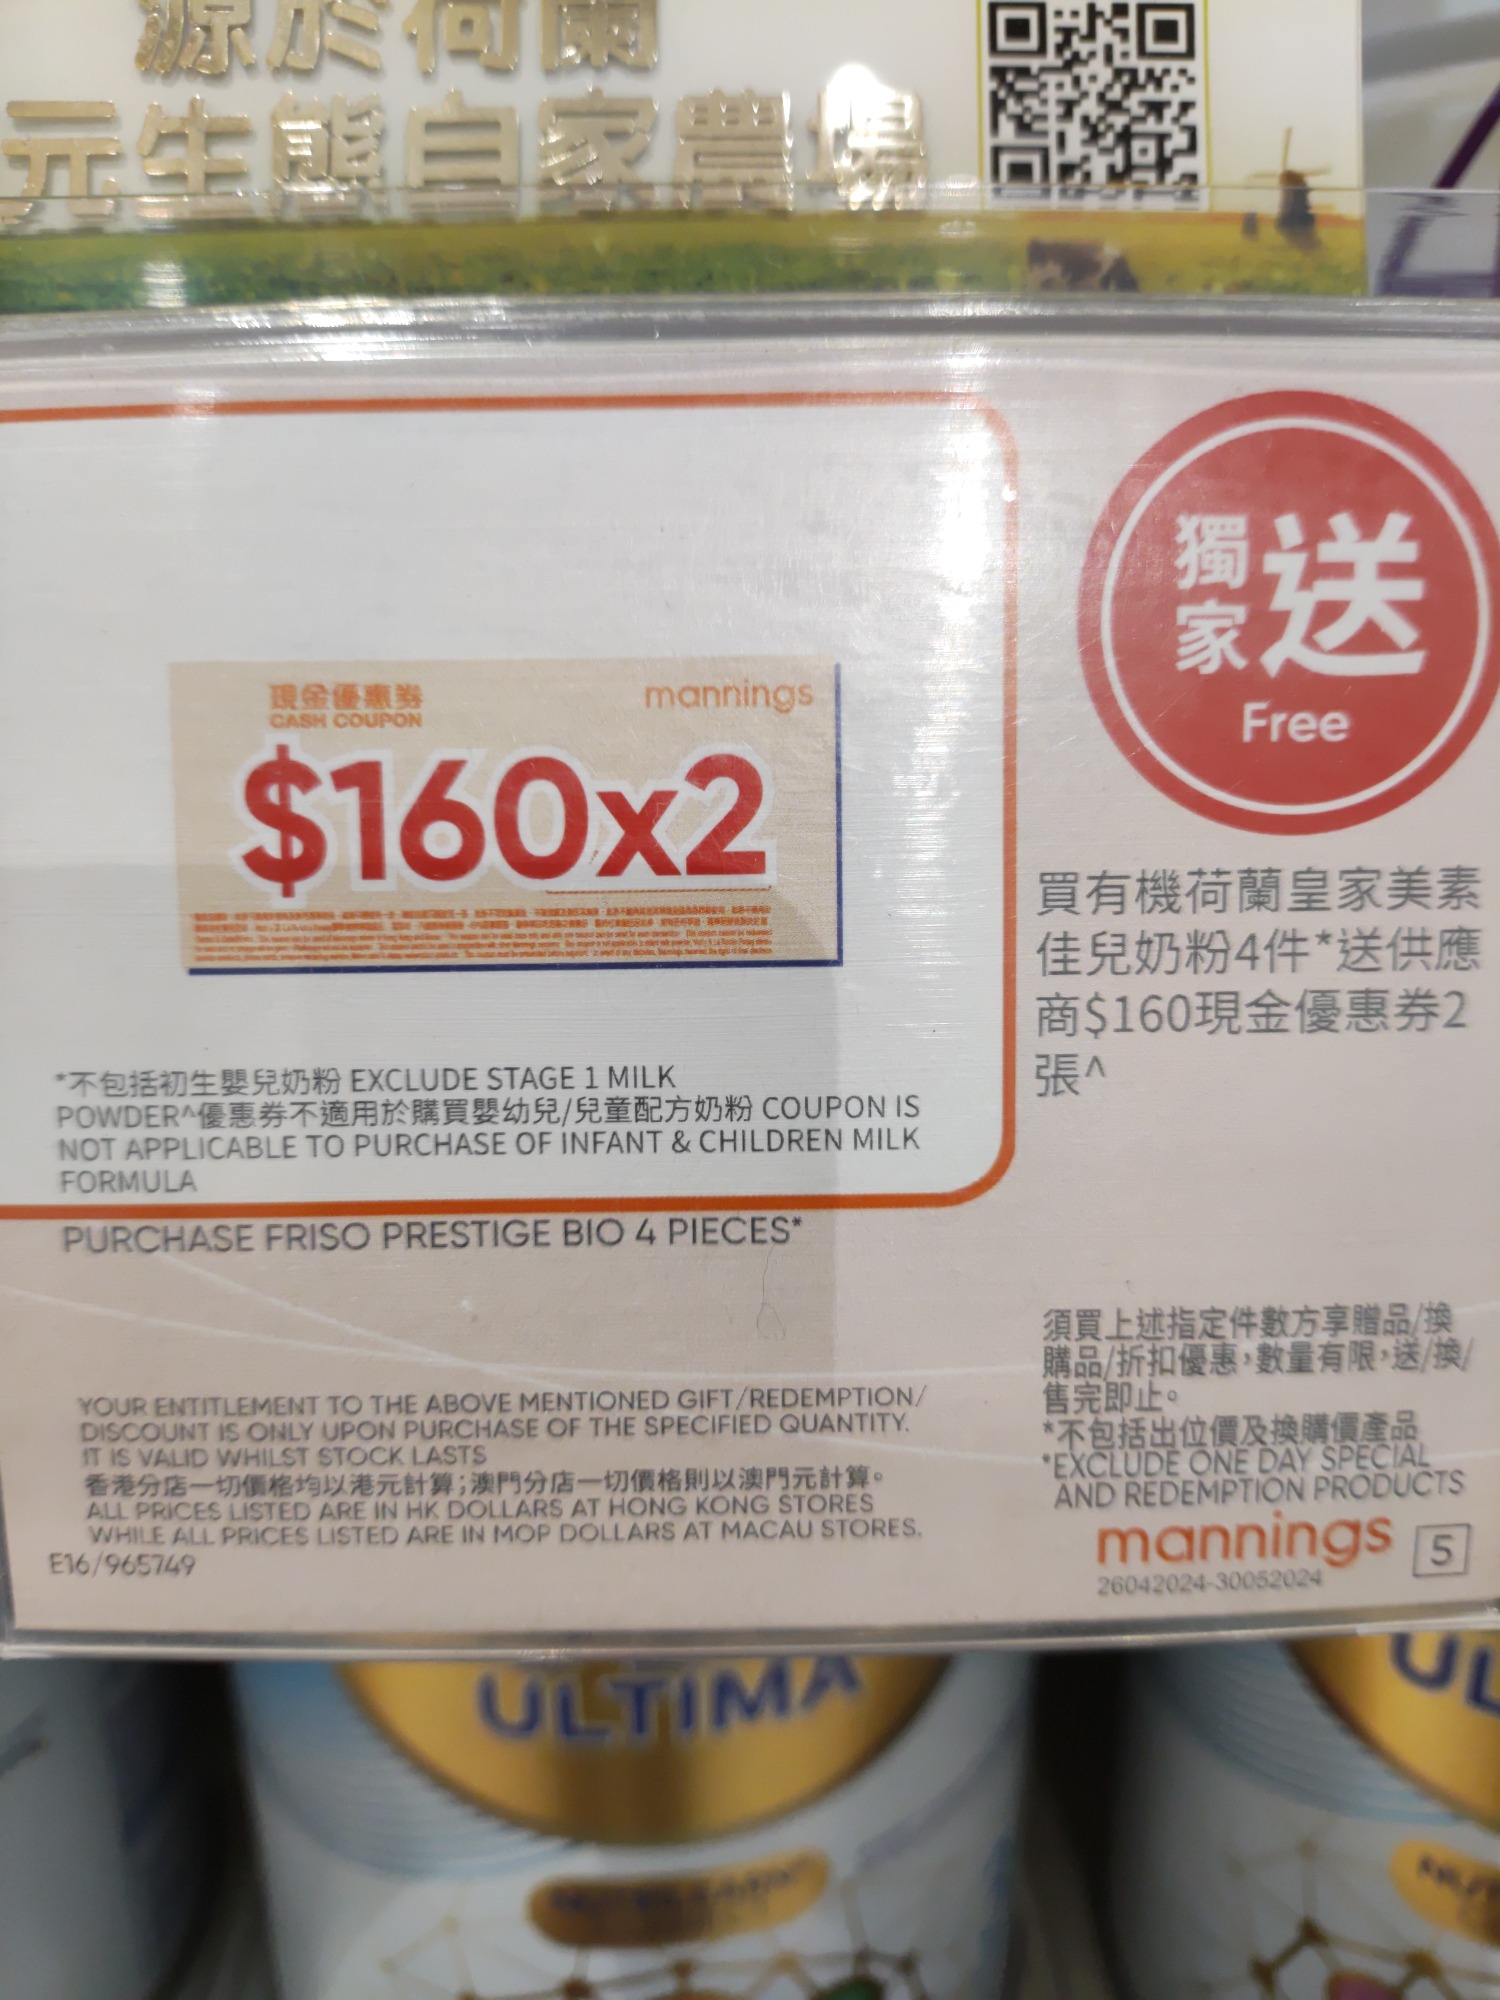 源於荷蘭
元生態自家農場
現金優惠券
CASH COUPON
mannings
$160x2
*不包括初生嬰兒奶粉 EXCLUDE STAGE 1 MILK
POWDER^優惠券不適用於購買嬰幼兒/兒童配方奶粉 COUPON IS
NOT APPLICABLE TO PURCHASE OF INFANT & CHILDREN MILK
FORMULA
PURCHASE FRISO PRESTIGE BIO 4 PIECES*
獨家
送
Free
買有機荷蘭皇家美素
佳兒奶粉4件*送供應
商$160現金優惠券2
張^
YOUR ENTITLEMENT TO THE ABOVE MENTIONED GIFT/REDEMPTION/
DISCOUNT IS ONLY UPON PURCHASE OF THE SPECIFIED QUANTITY.
IT IS VALID WHILST STOCK LASTS
香港分店一切價格均以港元計算;澳門分店一切價格則以澳門元計算。
ALL PRICES LISTED ARE IN HK DOLLARS AT HONG KONG STORES
WHILE ALL PRICES LISTED ARE IN MOP DOLLARS AT MACAU STORES.
E16/965749
須買上述指定件數方享贈品/換
購品/折扣優惠,數量有限,送/換/
售完即止。
*不包括出位價及換購價產品
*EXCLUDE ONE DAY SPECIAL
AND REDEMPTION PRODUCTS
mannings
5
26042024-30052024
ULTIMA
UL